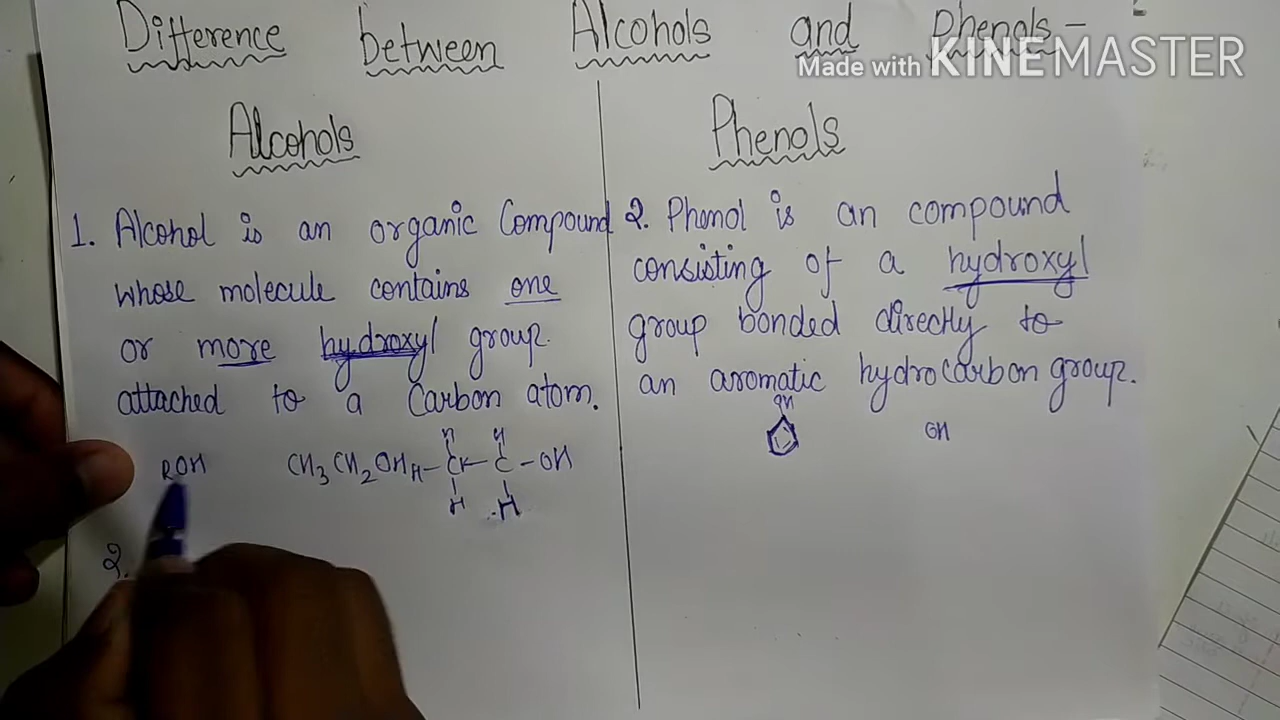 Difference between Alcohols and Phenols-
Made with KINEMASTER
Alcohols
1. Alcohol is an organic Compound
whose molecule contains one
or more hydroxyl group.
attached to a Carbon atom.
ROH CH3CH2OH H-C-C-OH
H H
H H
2.
Phenols
2. Phenol is an compound
consisting of a hydroxyl
group bonded directly to
an aromatic hydrocarbon group.
OH
OH